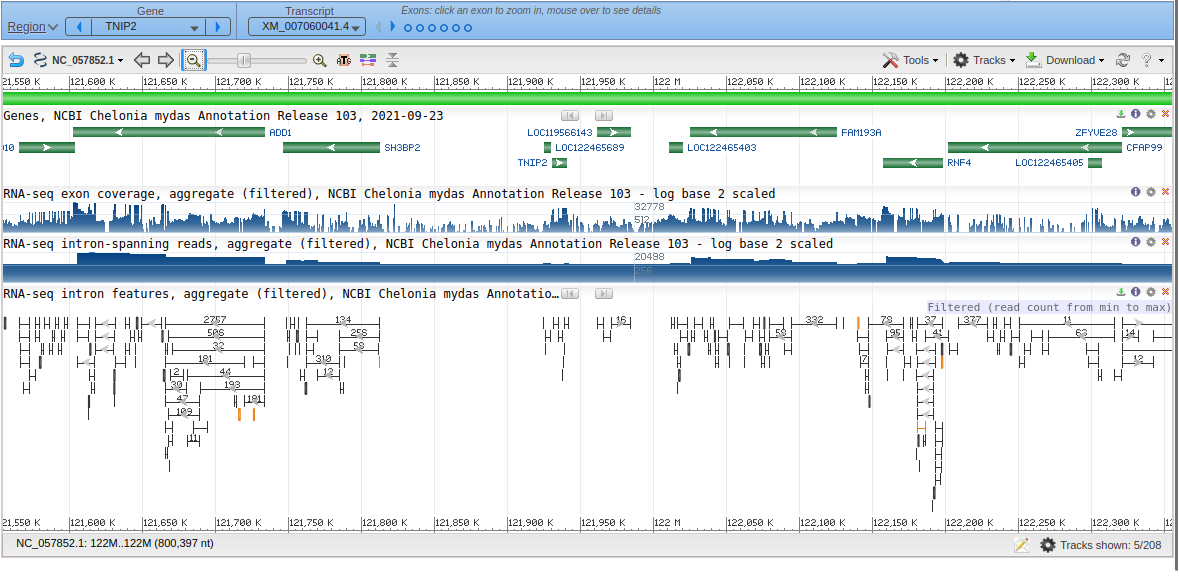 Gene Transcript Exons: click an exon to zoom in, mouse over to see details
Region TNIP2 XM_007060041.4
NC_057852.1 Tools Tracks Download ?
21,550 K 121,600 K 121,650 K 121,700 K 121,750 K 121,800 K 121,850 K 121,900 K 121,950 K 122 M 122,050 K 122,100 K 122,150 K 122,200 K 122,250 K 122,300 K
Genes, NCBI Chelonia mydas Annotation Release 103, 2021-09-23
ADD1 LOC119566143 FAM193A ZFYVE28
)10 SH3BP2 LOC122465689 LOC122465403 CFAP99
TNIP2 RNF4 LOC122465405
RNA-seq exon coverage, aggregate (filtered), NCBI Chelonia mydas Annotation Release 103 - log base 2 scaled
32778
512
RNA-seq intron-spanning reads, aggregate (filtered), NCBI Chelonia mydas Annotation Release 103 - log base 2 scaled
20498
256
RNA-seq intron features, aggregate (filtered), NCBI Chelonia mydas Annotatio…
Filtered (read count from min to max)
2757 134 16 332 78 37 377 11
508 258 58 95 41 63 14
32 58
181 310 7 12
2 44 12
30 193
47 181
109
11
21,550 K 121,600 K 121,650 K 121,700 K 121,750 K 121,800 K 121,850 K 121,900 K 121,950 K 122 M 122,050 K 122,100 K 122,150 K 122,200 K 122,250 K 122,300 K
NC_057852.1: 122M..122M (800,397 nt) Tracks shown: 5/208